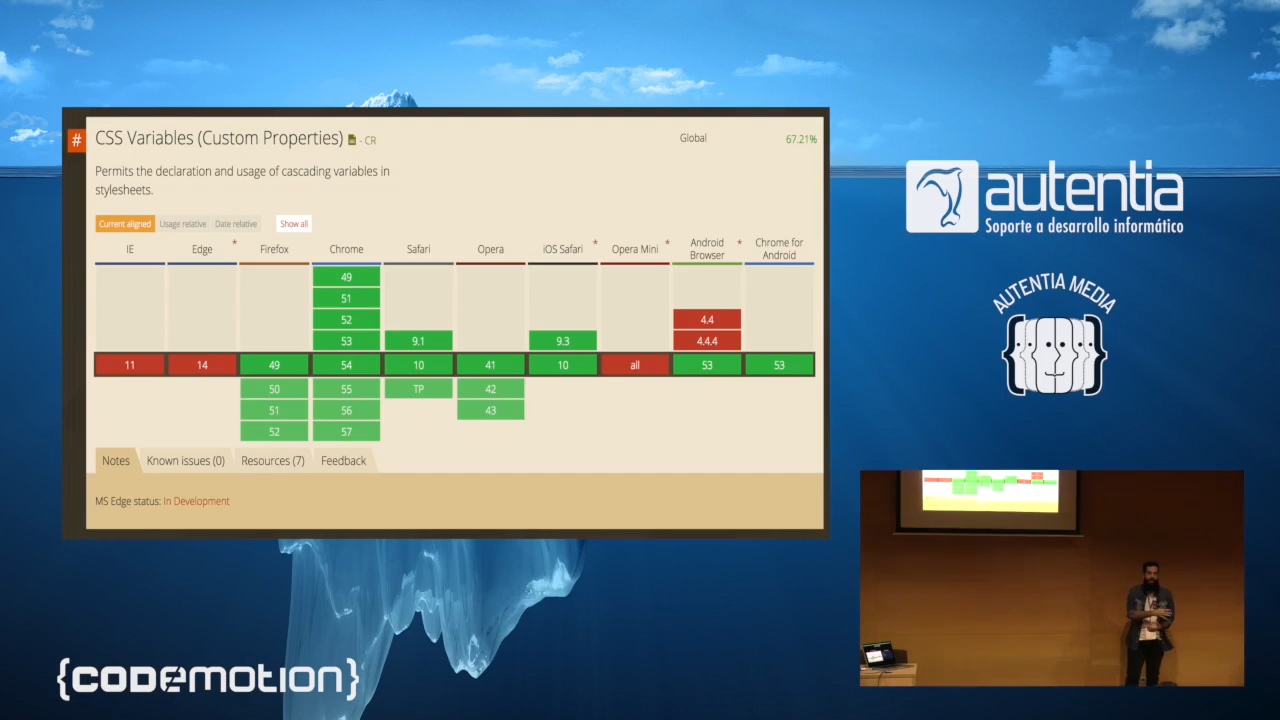 #
CSS Variables (Custom Properties) - CR
Global
67.21%
Permits the declaration and usage of cascading variables in
stylesheets.
Current aligned
Usage relative
Date relative
Show all
IE
Edge *
Firefox
Chrome
Safari
Opera
iOS Safari *
Opera Mini *
Android
Browser *
Chrome for
Android
49
51
52
4.4
53
9.1
9.3
4.4.4
11
14
49
54
10
41
10
all
53
53
50
55
TP
42
51
56
43
52
57
Notes
Known issues (0)
Resources (7)
Feedback
MS Edge status: In Development
autentia
Soporte a desarrollo informático
AUTENTIA MEDIA
{CODEMOTION}